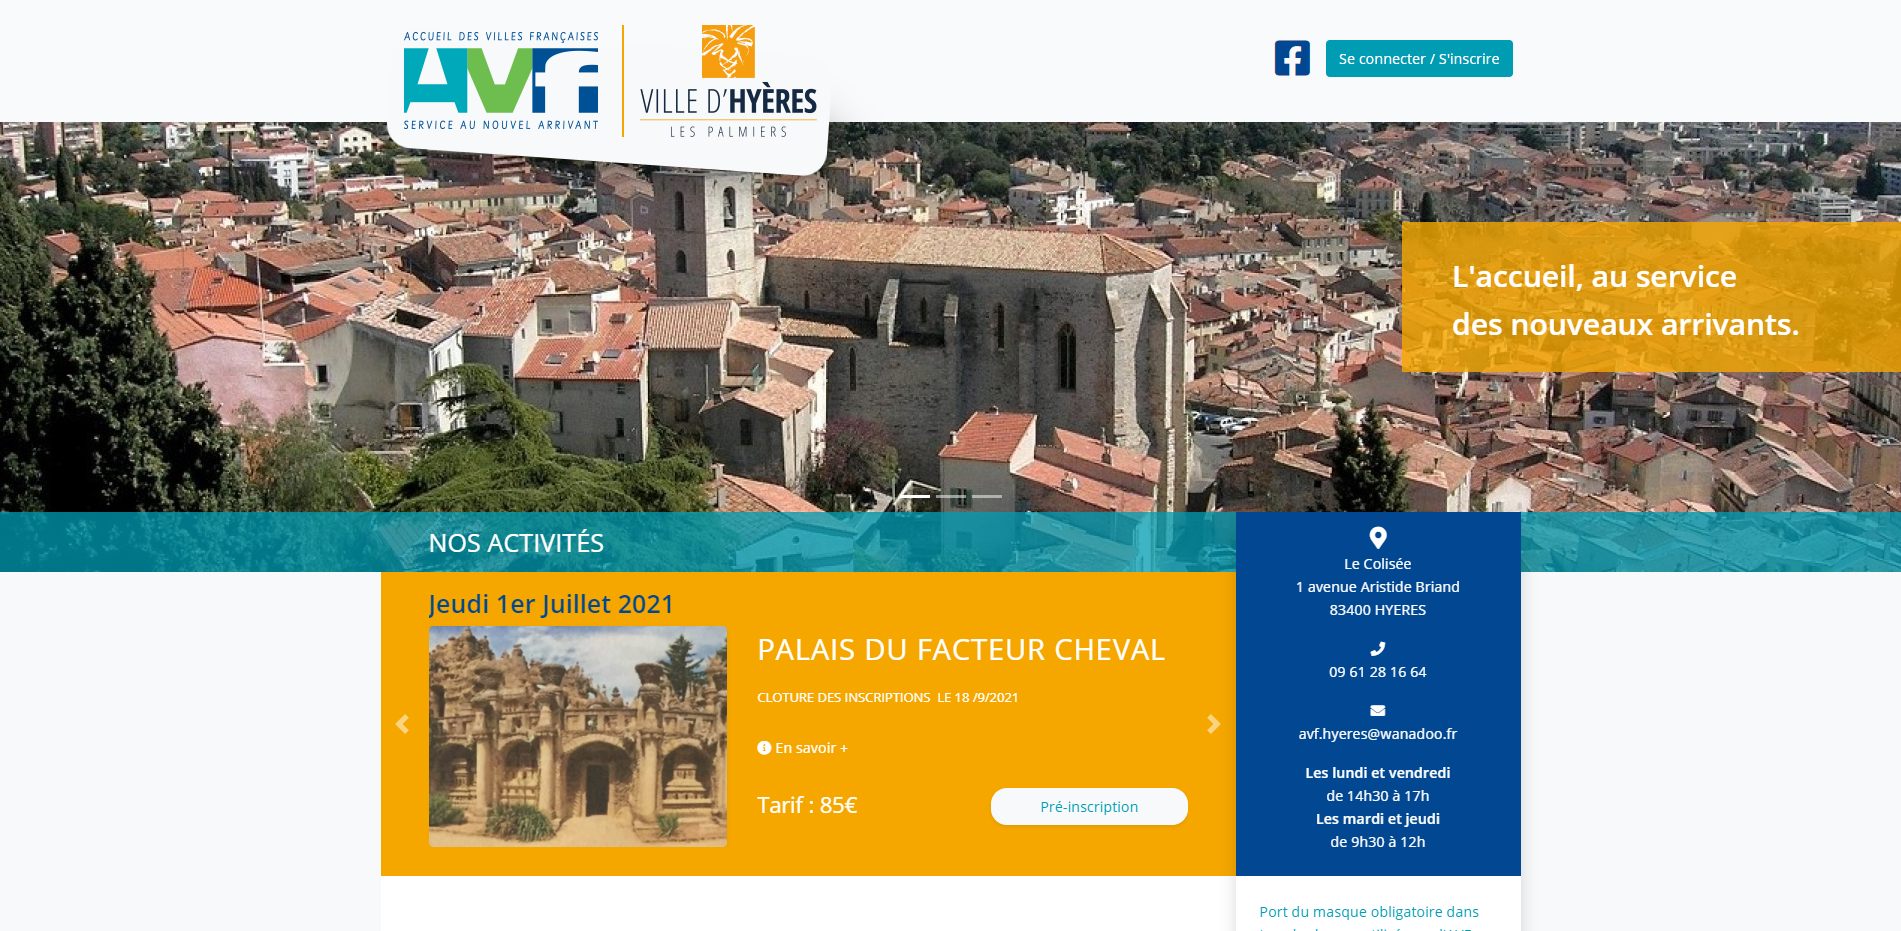 ACCUEIL DES VILLES FRANÇAISES
AVf
SERVICE AU NOUVEL ARRIVANT
VILLE D'HYÈRES
LES PALMIERS
Se connecter / S'inscrire
L'accueil, au service
des nouveaux arrivants.
NOS ACTIVITÉS
Jeudi 1er Juillet 2021
PALAIS DU FACTEUR CHEVAL
CLOTURE DES INSCRIPTIONS LE 18 /9/2021
En savoir +
Tarif : 85€
Pré-inscription
Le Colisée
1 avenue Aristide Briand
83400 HYERES
09 61 28 16 64
avf.hyeres@wanadoo.fr
Les lundi et vendredi
de 14h30 à 17h
Les mardi et jeudi
de 9h30 à 12h
Port du masque obligatoire dans